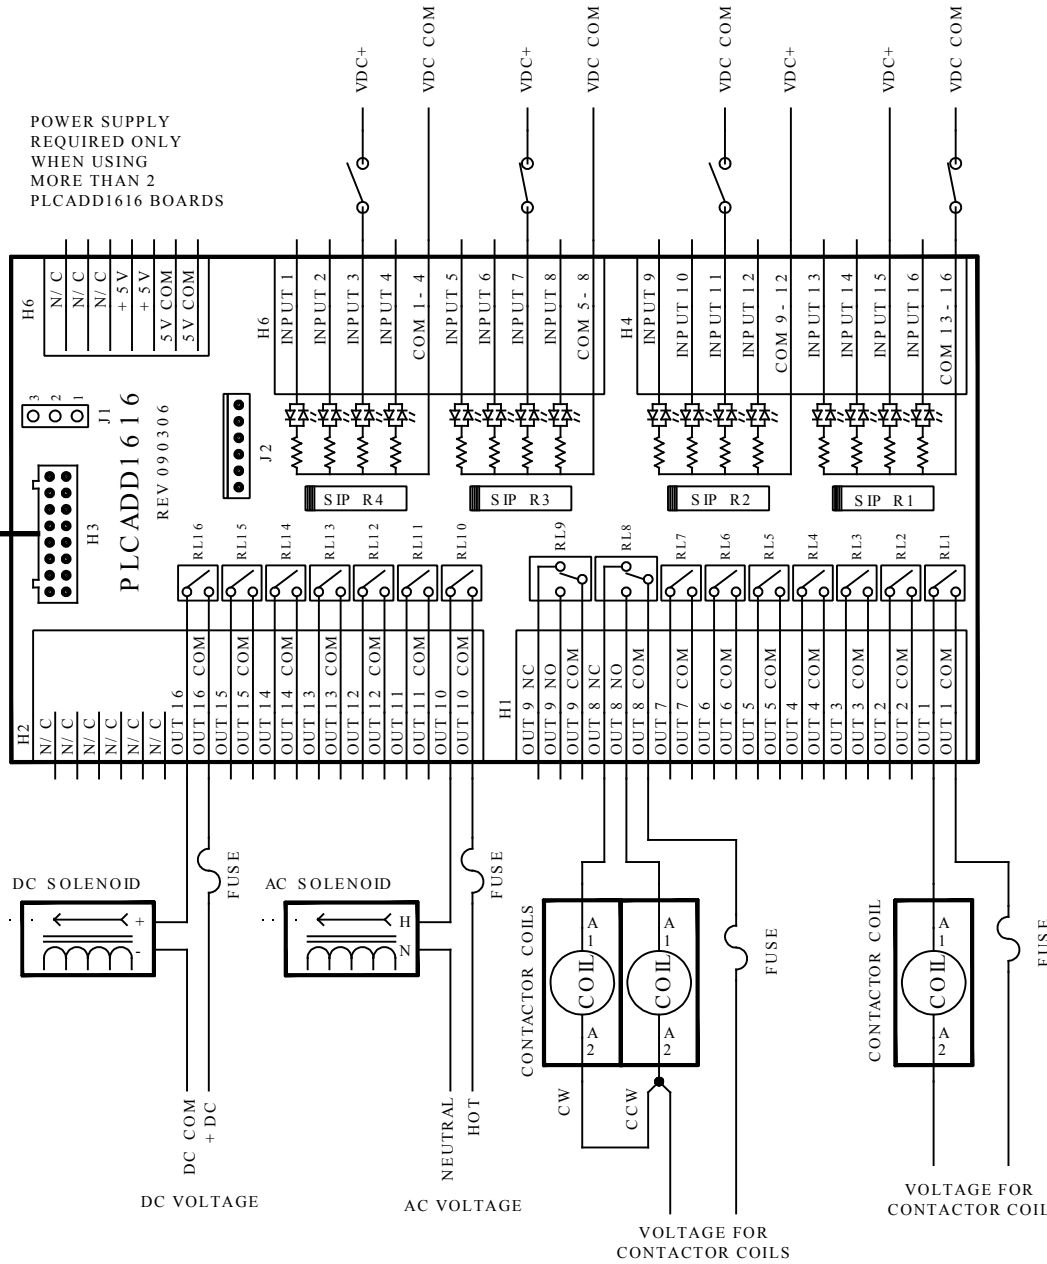 VDC+
VDC COM
VDC+
VDC COM
VDC COM
VDC+
VDC+
VDC COM
POWER SUPPLY
REQUIRED ONLY
WHEN USING
MORE THAN 2
PLCADD1616 BOARDS
H6
N/C
N/C
N/C
+5V
+5V
5V COM
5V COM
H6
INPUT 1
INPUT 2
INPUT 3
INPUT 4
COM 1-4
INPUT 5
INPUT 6
INPUT 7
INPUT 8
COM 5-8
H4
INPUT 9
INPUT 10
INPUT 11
INPUT 12
COM 9-12
INPUT 13
INPUT 14
INPUT 15
INPUT 16
COM 13-16
3
2
1
J1
PLCADD1616
REV 090306
J2
H3
SIP R4
SIP R3
SIP R2
SIP R1
RL16
RL15
RL14
RL13
RL12
RL11
RL10
RL9
RL8
RL7
RL6
RL5
RL4
RL3
RL2
RL1
H2
N/C
N/C
N/C
N/C
N/C
N/C
OUT 16
OUT 16 COM
OUT 15
OUT 15 COM
OUT 14
OUT 14 COM
OUT 13
OUT 13 COM
OUT 12
OUT 12 COM
OUT 11
OUT 11 COM
OUT 10
OUT 10 COM
H1
OUT 9 NC
OUT 9 NO
OUT 9 COM
OUT 8 NC
OUT 8 NO
OUT 8 COM
OUT 7
OUT 7 COM
OUT 6
OUT 6 COM
OUT 5
OUT 5 COM
OUT 4
OUT 4 COM
OUT 3
OUT 3 COM
OUT 2
OUT 2 COM
OUT 1
OUT 1 COM
DC SOLENOID
+
-
FUSE
AC SOLENOID
H
N
FUSE
CONTACTOR COILS
A1
COIL
A2
A1
COIL
A2
FUSE
CONTACTOR COIL
A1
COIL
A2
FUSE
CW
CCW
DC COM
+DC
DC VOLTAGE
NEUTRAL
HOT
AC VOLTAGE
VOLTAGE FOR
CONTACTOR COILS
VOLTAGE FOR
CONTACTOR COIL